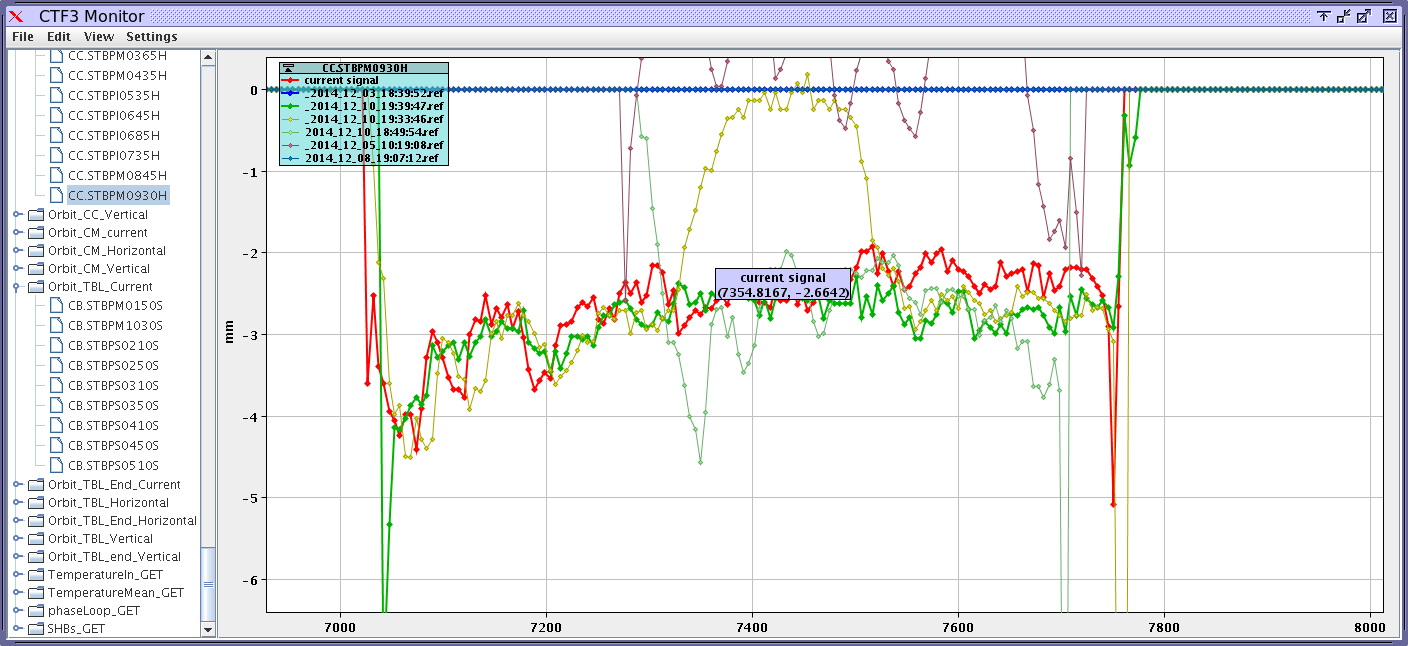 CTF3 Monitor
File Edit View Settings
CC.STBPM0365H
CC.STBPM0435H
CC.STBPI0535H
CC.STBPI0645H
CC.STBPI0685H
CC.STBPI0735H
CC.STBPM0845H
CC.STBPM0930H
Orbit_CC_Vertical
Orbit_CM_current
Orbit_CM_Horizontal
Orbit_CM_Vertical
Orbit_TBL_Current
CB.STBPM0150S
CB.STBPM1030S
CB.STBPS0210S
CB.STBPS0250S
CB.STBPS0310S
CB.STBPS0350S
CB.STBPS0410S
CB.STBPS0450S
CB.STBPS0510S
Orbit_TBL_End_Current
Orbit_TBL_Horizontal
Orbit_TBL_End_Horizontal
Orbit_TBL_Vertical
Orbit_TBL_end_Vertical
TemperatureIn_GET
TemperatureMean_GET
phaseLoop_GET
SHBs_GET
CC.STBPM0930H
current signal
_2014_12_03_18:39:52.ref
_2014_12_10_9:39:47.ref
_2014_12_10_19:33:46.ref
2014_12_10_18:49:54.ref
_2014_12_05_10:19:08.ref
2014_12_08_19:07:12.ref
current signal
(7354.8167, -2.6642)
mm
0
-1
-2
-3
-4
-5
-6
7000 7200 7400 7600 7800 8000